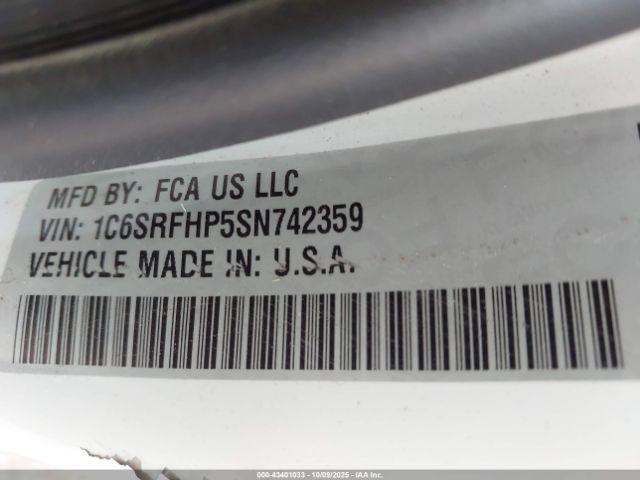 MFD BY: FCA US LLC
VIN: 1C6SRFHP5SN742359
VEHICLE MADE IN: U.S.A.
000-43401033 - 10/09/2025 - IAA Inc.